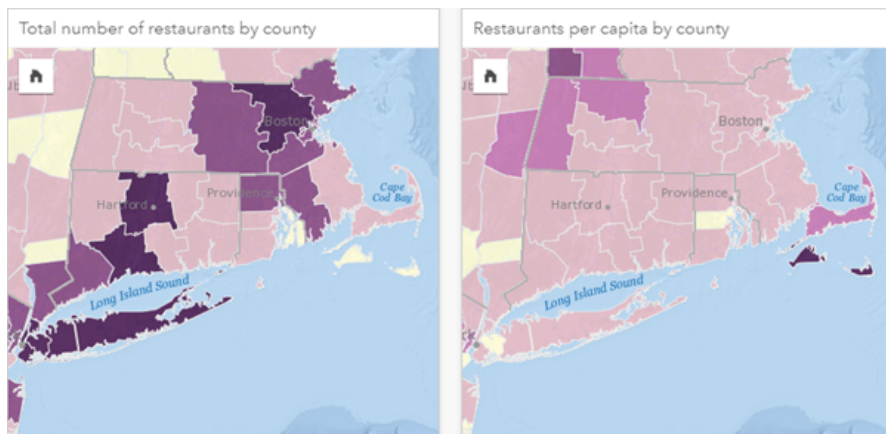 Total number of restaurants by county
Boston
Hartford
Providence
Cape
Cod Bay
Long Island Sound
Restaurants per capita by county
Boston
Hartford
Providence
Cape
Cod Bay
Long Island Sound